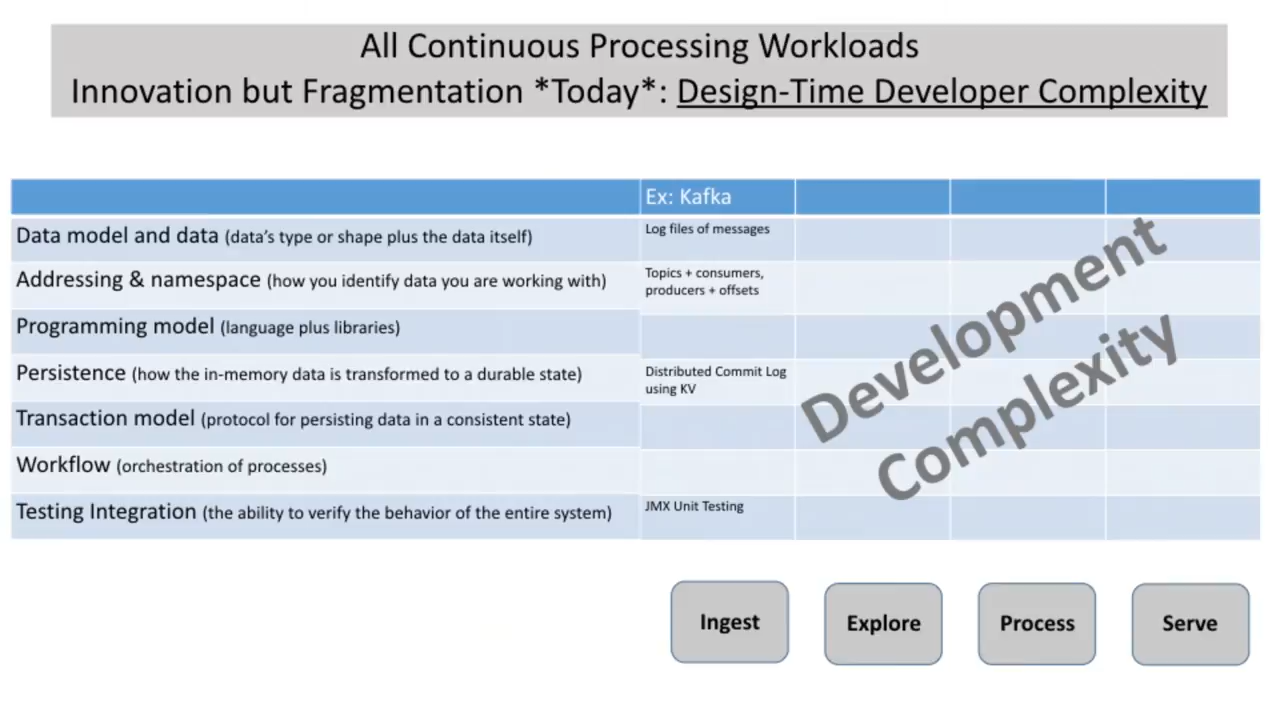 All Continuous Processing Workloads
Innovation but Fragmentation *Today*: Design-Time Developer Complexity
Ex: Kafka
Data model and data (data's type or shape plus the data itself)
Log files of messages
Addressing & namespace (how you identify data you are working with)
Topics + consumers,
producers + offsets
Programming model (language plus libraries)
Persistence (how the in-memory data is transformed to a durable state)
Distributed Commit Log
using KV
Transaction model (protocol for persisting data in a consistent state)
Workflow (orchestration of processes)
Testing Integration (the ability to verify the behavior of the entire system)
JMX Unit Testing
Development
Complexity
Ingest
Explore
Process
Serve